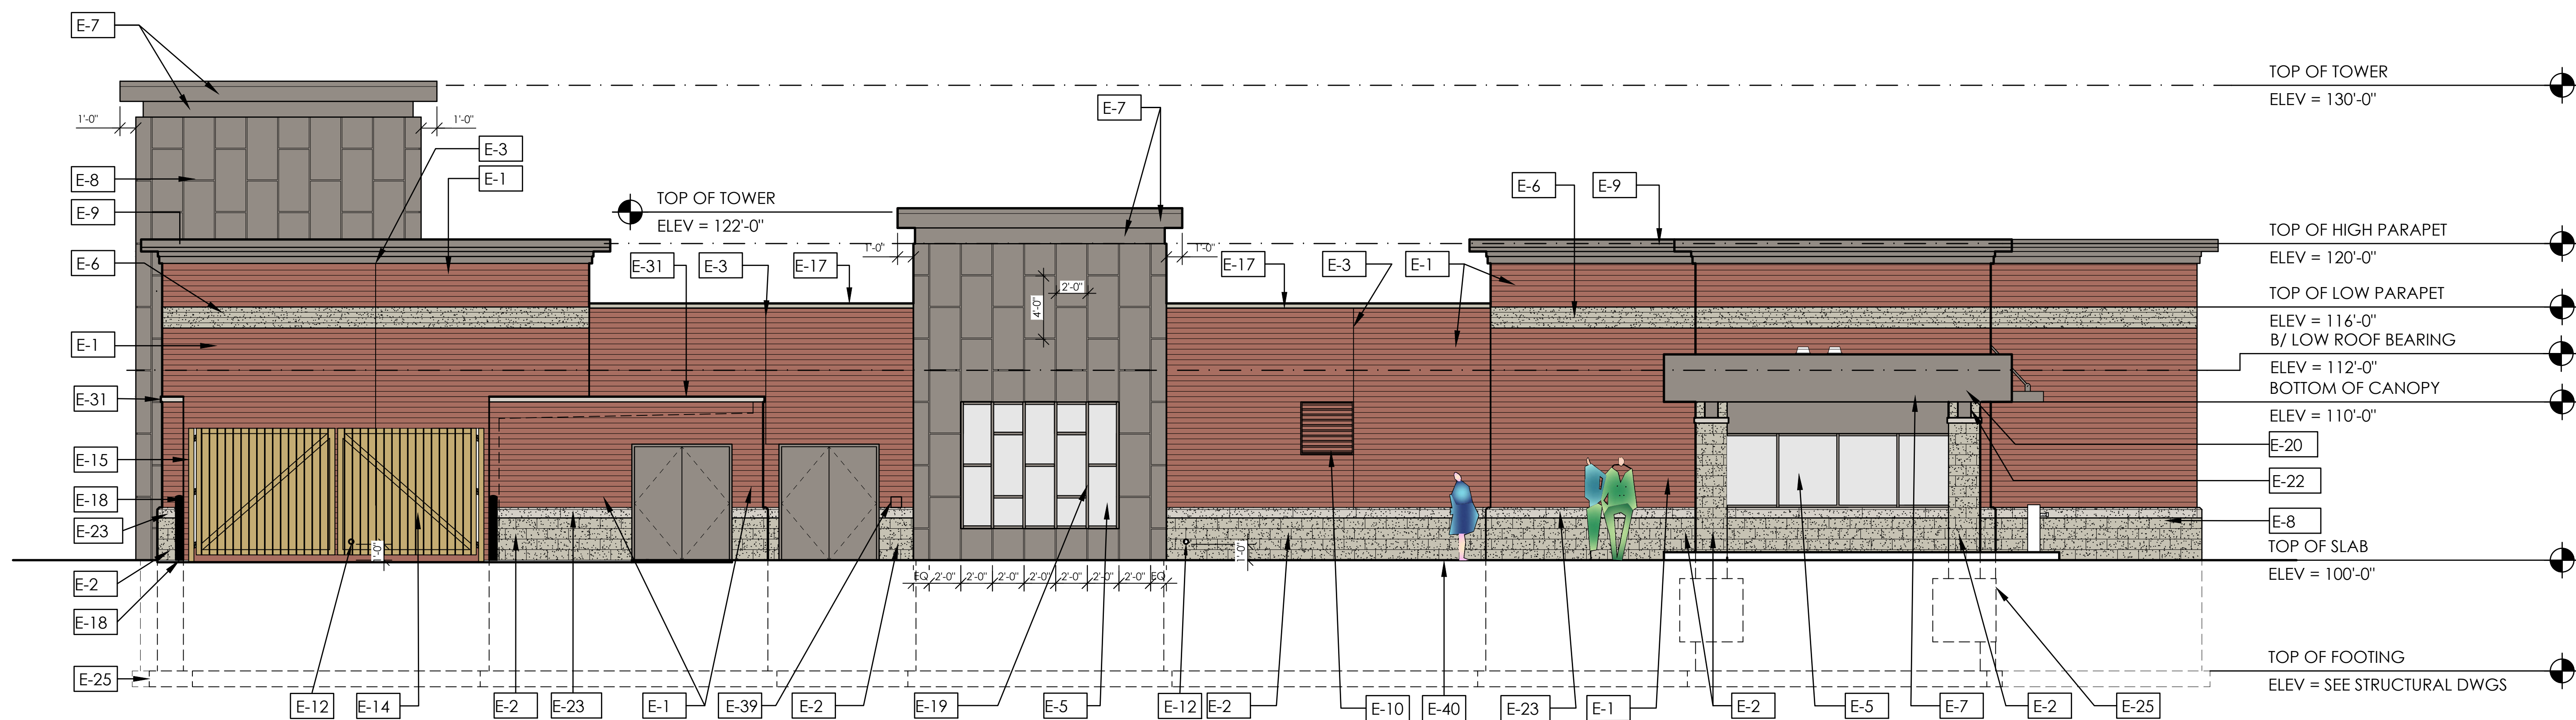 E-7
TOP OF TOWER
ELEV = 130'-0"
1'-0"
1'-0"
E-7
E-3
E-8
E-1
E-6
E-9
E-9
TOP OF TOWER
ELEV = 122'-0"
TOP OF HIGH PARAPET
ELEV = 120'-0"
1'-0"
1'-0"
E-6
E-31
E-3
E-17
E-17
E-3
E-1
2'-0"
4'-0"
TOP OF LOW PARAPET
ELEV = 116'-0"
E-1
B/ LOW ROOF BEARING
ELEV = 112'-0"
BOTTOM OF CANOPY
ELEV = 110'-0"
E-31
E-20
E-15
E-22
E-18
E-23
E-8
TOP OF SLAB
ELEV = 100'-0"
1'-0"
1'-0"
E-2
EQ 2'-0" 2'-0" 2'-0" 2'-0" 2'-0" 2'-0" EQ
E-18
TOP OF FOOTING
ELEV = SEE STRUCTURAL DWGS
E-25
E-12
E-14
E-2
E-23
E-1
E-39
E-2
E-19
E-5
E-12
E-2
E-10
E-40
E-23
E-1
E-2
E-5
E-7
E-2
E-25